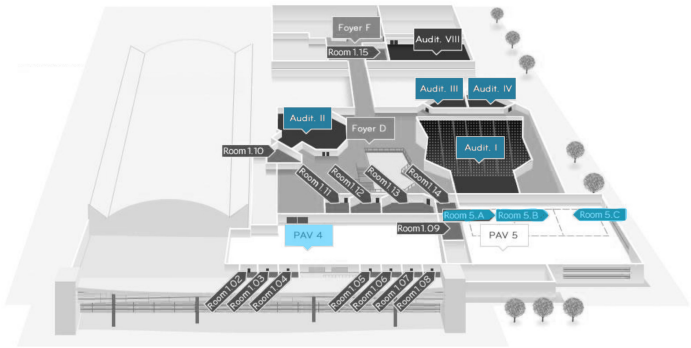 Foyer F
Audit. VIII
Room 1.15
Audit. III
Audit. IV
Audit. II
Foyer D
Audit. I
Room 1.10
Room 1.11
Room 1.12
Room 1.13
Room 1.14
Room 5.A
Room 5.B
Room 5.C
Room 1.09
PAV 4
PAV 5
Room 1.02
Room 1.03
Room 1.04
Room 1.05
Room 1.06
Room 1.07
Room 1.08